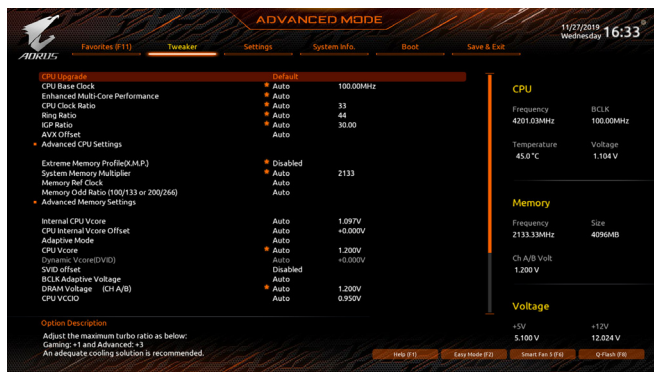 ADVANCED MODE
11/27/2019 Wednesday 16:33
AORUS
Favorites (F11) Tweaker Settings System Info. Boot Save & Exit
CPU Upgrade Default
CPU Base Clock Auto 100.00MHz
Enhanced Multi-Core Performance Auto
CPU Clock Ratio Auto 33
Ring Ratio Auto 44
IGP Ratio Auto 30.00
AVX Offset Auto
Advanced CPU Settings
Extreme Memory Profile(X.M.P.) Disabled
System Memory Multiplier Auto 2133
Memory Ref Clock Auto
Memory Odd Ratio (100/133 or 200/266) Auto
Advanced Memory Settings
Internal CPU Vcore Auto 1.097V
CPU Internal Vcore Offset Auto +0.000V
Adaptive Mode Auto
CPU Vcore Auto 1.200V
Dynamic Vcore(DVID) Auto +0.000V
SVID offset Disabled
BCLK Adaptive Voltage Auto
DRAM Voltage (CH A/B) Auto 1.200V
CPU VCCIO Auto 0.950V
CPU
Frequency BCLK
4201.03MHz 100.00MHz
Temperature Voltage
45.0 °C 1.104 V
Memory
Frequency Size
2133.33MHz 4096MB
Ch A/B Volt
1.200 V
Voltage
+5V +12V
5.100 V 12.024 V
Option Description
Adjust the maximum turbo ratio as below:
Gaming: +1 and Advanced: +3
An adequate cooling solution is recommended.
Help (F1) Easy Mode (F2) Smart Fan 5 (F6) Q-Flash (F8)